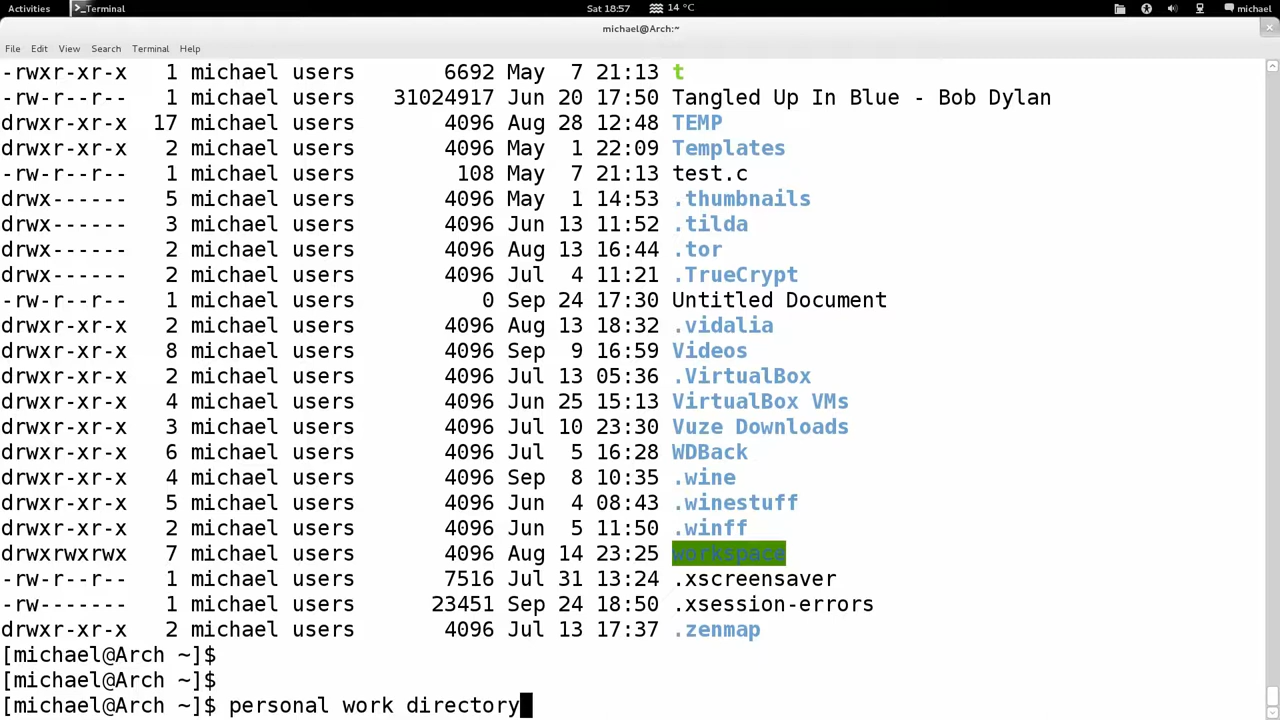 Activities Terminal Sat 18:57 14 °C michael
michael@Arch:~
File Edit View Search Terminal Help
-rwxr-xr-x 1 michael users 6692 May 7 21:13 t
-rw-r--r-- 1 michael users 31024917 Jun 20 17:50 Tangled Up In Blue - Bob Dylan
drwxr-xr-x 17 michael users 4096 Aug 28 12:48 TEMP
drwxr-xr-x 2 michael users 4096 May 1 22:09 Templates
-rw-r--r-- 1 michael users 108 May 7 21:13 test.c
drwx------ 5 michael users 4096 May 1 14:53 .thumbnails
drwx------ 3 michael users 4096 Jun 13 11:52 .tilda
drwx------ 2 michael users 4096 Aug 13 16:44 .tor
drwx------ 2 michael users 4096 Jul 4 11:21 .TrueCrypt
-rw-r--r-- 1 michael users 0 Sep 24 17:30 Untitled Document
drwxr-xr-x 2 michael users 4096 Aug 13 18:32 .vidalia
drwxr-xr-x 8 michael users 4096 Sep 9 16:59 Videos
drwxr-xr-x 2 michael users 4096 Jul 13 05:36 .VirtualBox
drwxr-xr-x 4 michael users 4096 Jun 25 15:13 VirtualBox VMs
drwxr-xr-x 3 michael users 4096 Jul 10 23:30 Vuze Downloads
drwxr-xr-x 6 michael users 4096 Jul 5 16:28 WDBack
drwxr-xr-x 4 michael users 4096 Sep 8 10:35 .wine
drwxr-xr-x 5 michael users 4096 Jun 4 08:43 .winestuff
drwxr-xr-x 2 michael users 4096 Jun 5 11:50 .winff
drwxrwxrwx 7 michael users 4096 Aug 14 23:25 workspace
-rw-r--r-- 1 michael users 7516 Jul 31 13:24 .xscreensaver
-rw------- 1 michael users 23451 Sep 24 18:50 .xsession-errors
drwxr-xr-x 2 michael users 4096 Jul 13 17:37 .zenmap
[michael@Arch ~]$
[michael@Arch ~]$
[michael@Arch ~]$ personal work directory